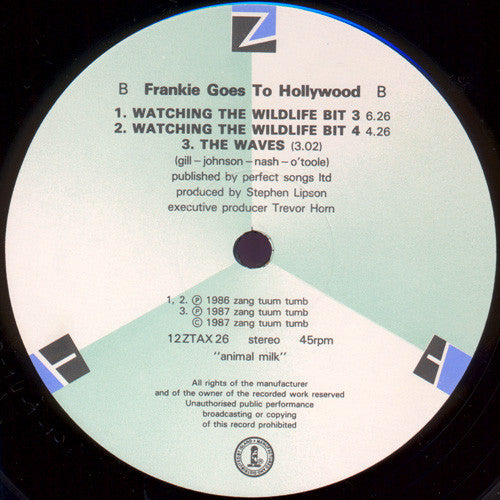 Z
B Frankie Goes To Hollywood B
1. WATCHING THE WILDLIFE BIT 3 6.26
2. WATCHING THE WILDLIFE BIT 4 4.26
3. THE WAVES (3.02)
(gill – johnson – nash – o'toole)
published by perfect songs ltd
produced by Stephen Lipson
executive producer Trevor Horn
1, 2. ℗ 1986 zang tuum tumb
3. ℗ 1987 zang tuum tumb
© 1987 zang tuum tumb
12ZTAX 26 stereo 45rpm
"animal milk"
T
A
All rights of the manufacturer
and of the owner of the recorded work reserved
Unauthorised public performance
broadcasting or copying
of this record prohibited